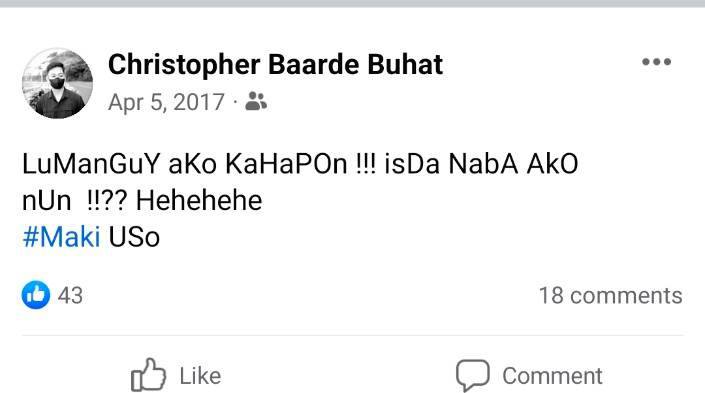 Christopher Baarde Buhat
Apr 5, 2017 ·
LuManGuY aKo KaHaPOn !!! isDa NabA AkO
nUn !!?? Hehehehe
#Maki USo
43
18 comments
Like
Comment